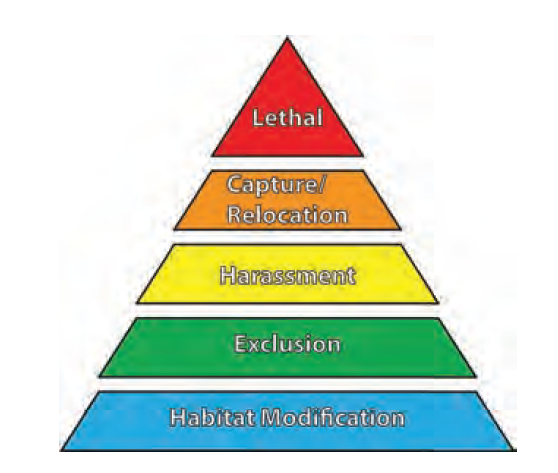 Lethal
Capture/
Relocation
Harassment
Exclusion
Habitat Modification